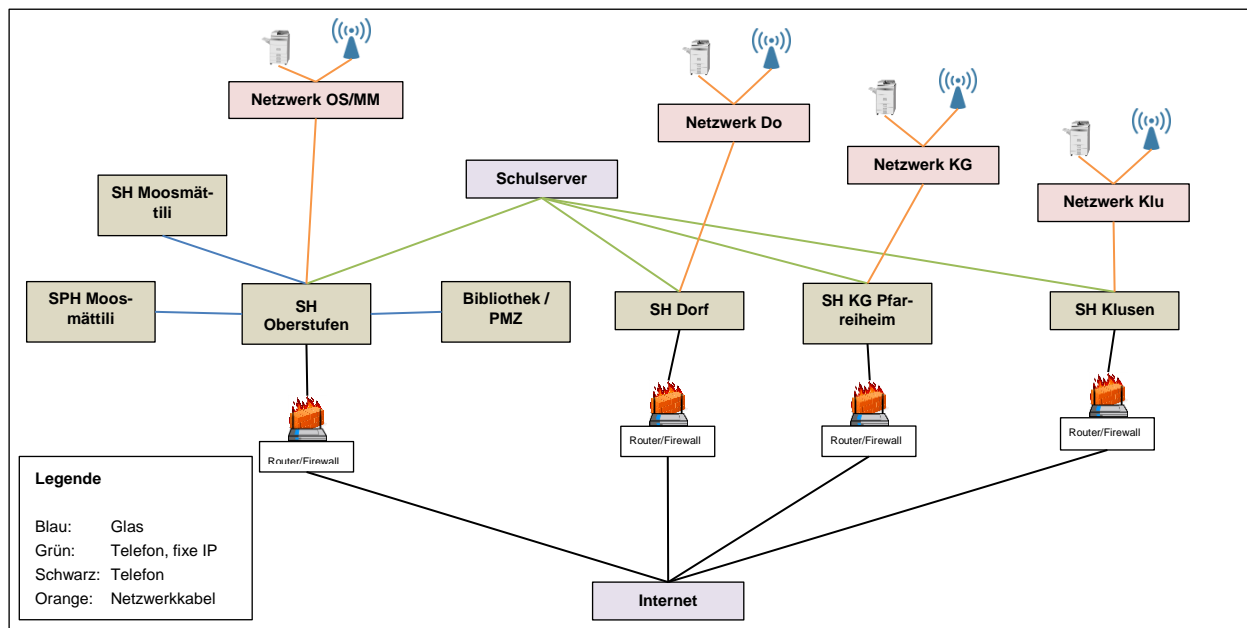 Netzwerk OS/MM
Netzwerk Do
Netzwerk KG
Netzwerk Klu
Schulserver
SH Moosmät-
tili
SPH Moos-
mättili
SH
Oberstufen
Bibliothek /
PMZ
SH Dorf
SH KG Pfar-
reiheim
SH Klusen
Router/Firewall
Router/Firewall
Router/Firewall
Router/Firewall
Legende
Blau: Glas
Grün: Telefon, fixe IP
Schwarz: Telefon
Orange: Netzwerkkabel
Internet